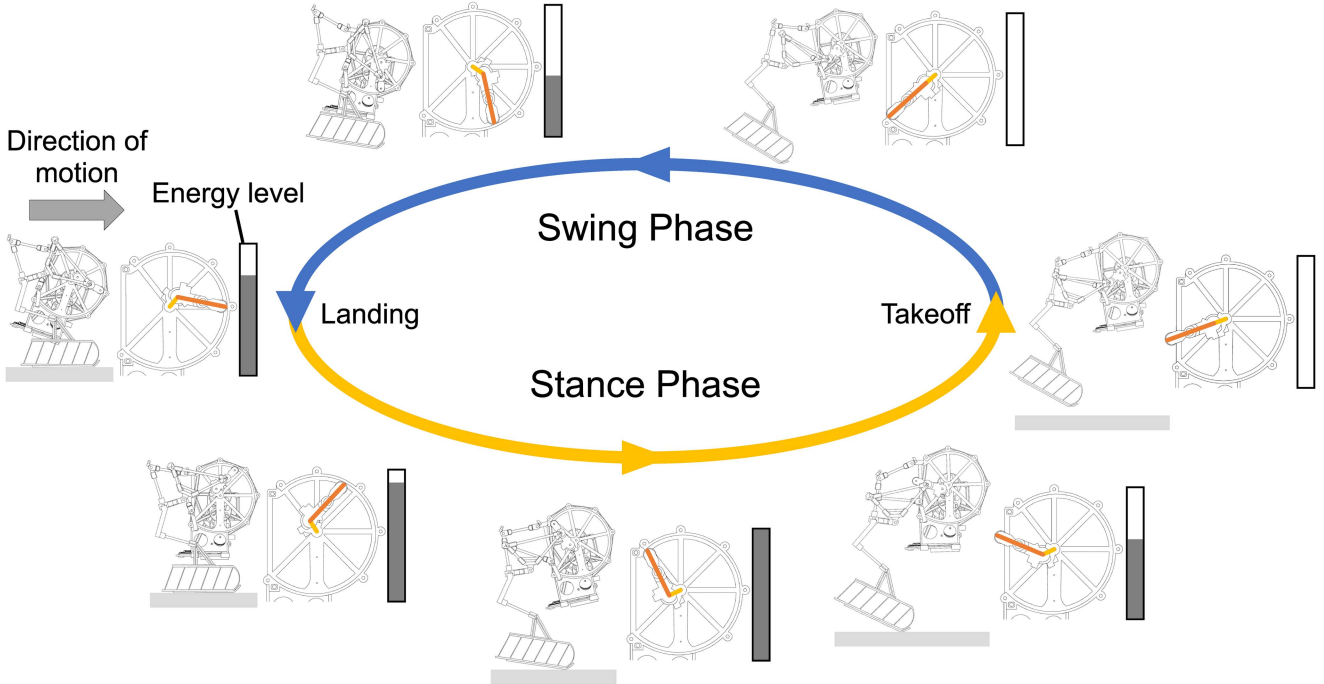 Direction of
motion
Energy level
Swing Phase
Landing
Takeoff
Stance Phase